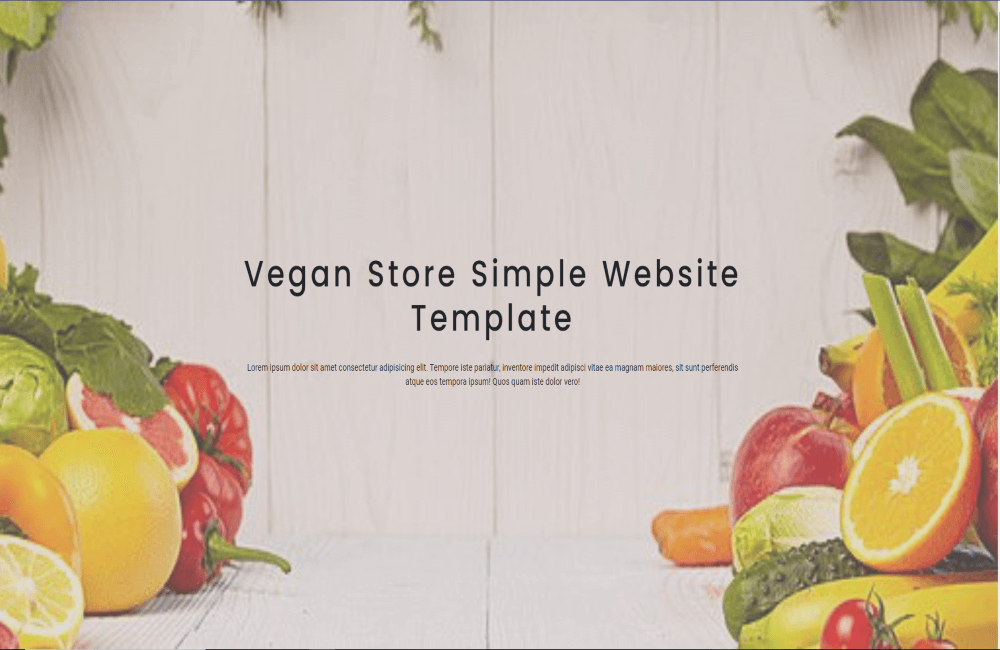 Vegan Store Simple Website
Template
Lorem ipsum dolor sit amet consectetur adipisicing elit. Tempore iste pariatur, inventore impedit adipisci vitae ea magnam maiores, sit sunt perferendis
atque eos tempora ipsum! Quos quam iste dolor vero!